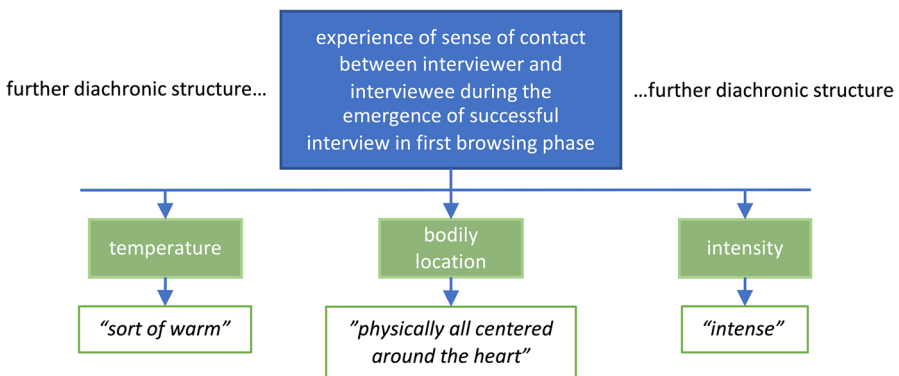 experience of sense of contact
between interviewer and
interviewee during the
emergence of successful
interview in first browsing phase
further diachronic structure…
…further diachronic structure
temperature
bodily
location
intensity
“sort of warm”
”physically all centered
around the heart”
“intense”